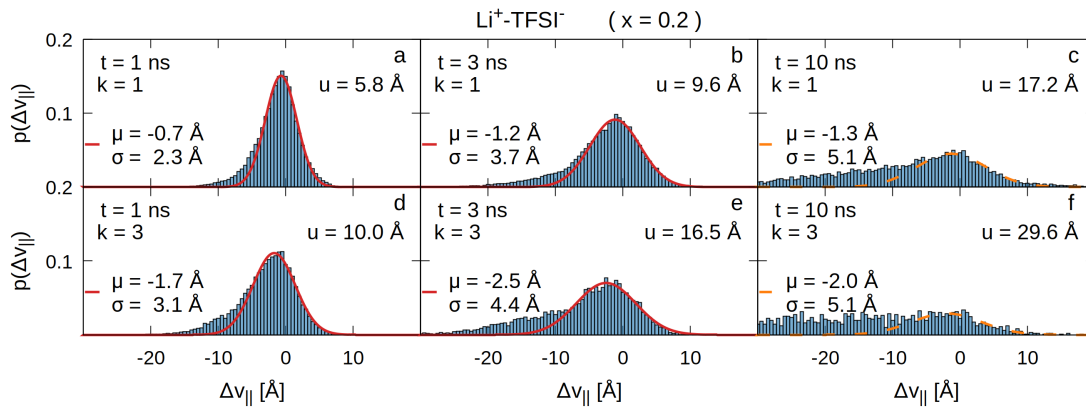 Li⁺-TFSI⁻ ( x = 0.2 )
p(Δv||)
0.2
0.1
0.2
a
t = 1 ns
k = 1
u = 5.8 Å
μ = -0.7 Å
σ = 2.3 Å
b
t = 3 ns
k = 1
u = 9.6 Å
μ = -1.2 Å
σ = 3.7 Å
c
t = 10 ns
k = 1
u = 17.2 Å
μ = -1.3 Å
σ = 5.1 Å
p(Δv||)
0.1
d
t = 1 ns
k = 3
u = 10.0 Å
μ = -1.7 Å
σ = 3.1 Å
e
t = 3 ns
k = 3
u = 16.5 Å
μ = -2.5 Å
σ = 4.4 Å
f
t = 10 ns
k = 3
u = 29.6 Å
μ = -2.0 Å
σ = 5.1 Å
-20 -10 0 10 -20 -10 0 10 -20 -10 0 10
Δv|| [Å] Δv|| [Å] Δv|| [Å]